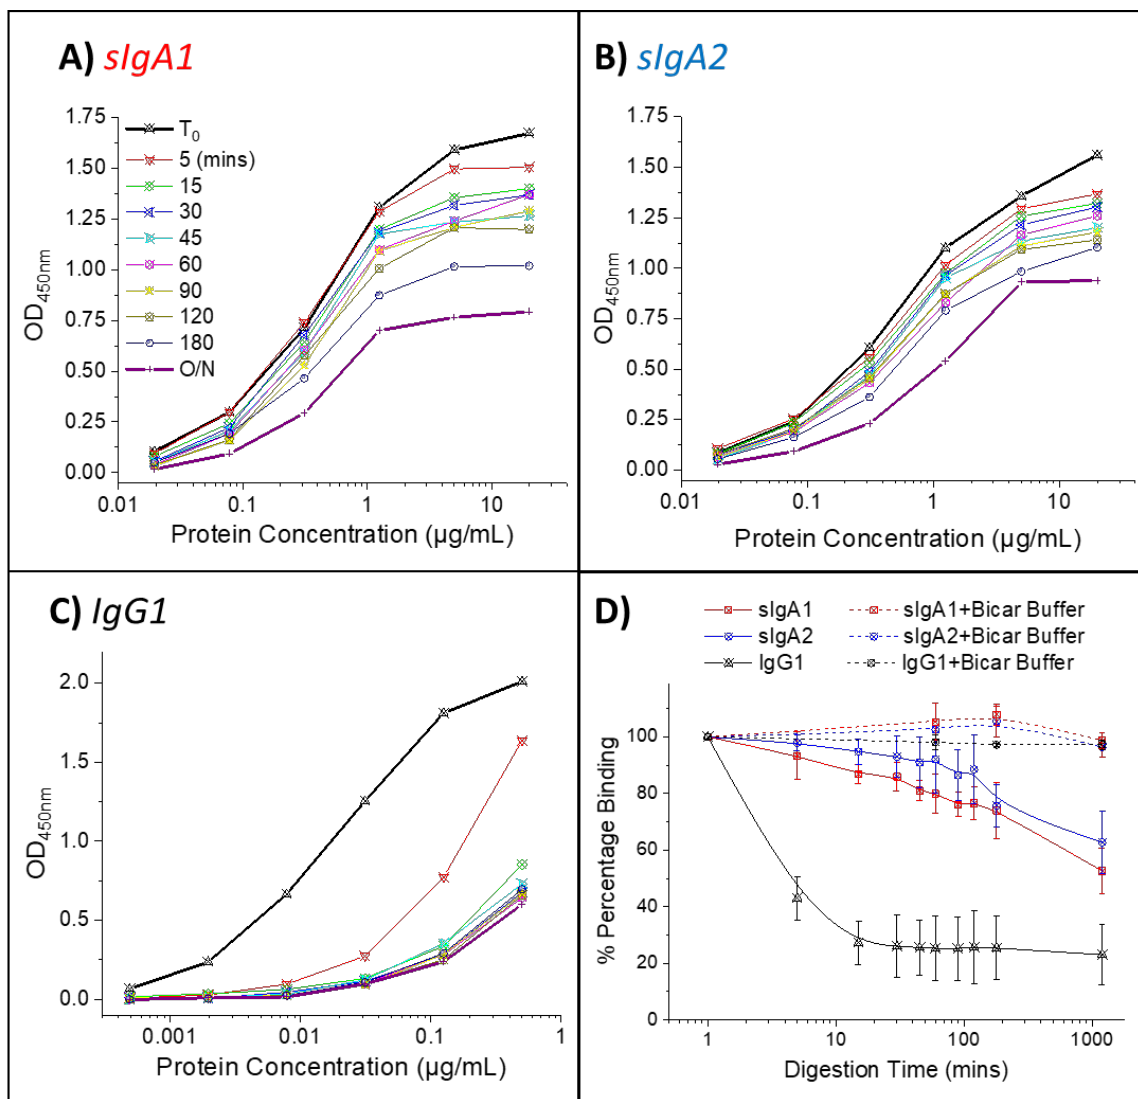 A) sIgA1
1.75
1.50
1.25
1.00
0.75
0.50
0.25
0.00
OD450nm
T0
5 (mins)
15
30
45
60
90
120
180
O/N
0.01
0.1
1
10
Protein Concentration (µg/mL)
B) sIgA2
1.75
1.50
1.25
1.00
0.75
0.50
0.25
0.00
OD450nm
0.01
0.1
1
10
Protein Concentration (µg/mL)
C) IgG1
2.0
1.5
1.0
0.5
0.0
OD450nm
0.001
0.01
0.1
1
Protein Concentration (µg/mL)
D)
sIgA1
sIgA2
IgG1
sIgA1+Bicar Buffer
sIgA2+Bicar Buffer
IgG1+Bicar Buffer
100
80
60
40
20
0
% Percentage Binding
1
10
100
1000
Digestion Time (mins)